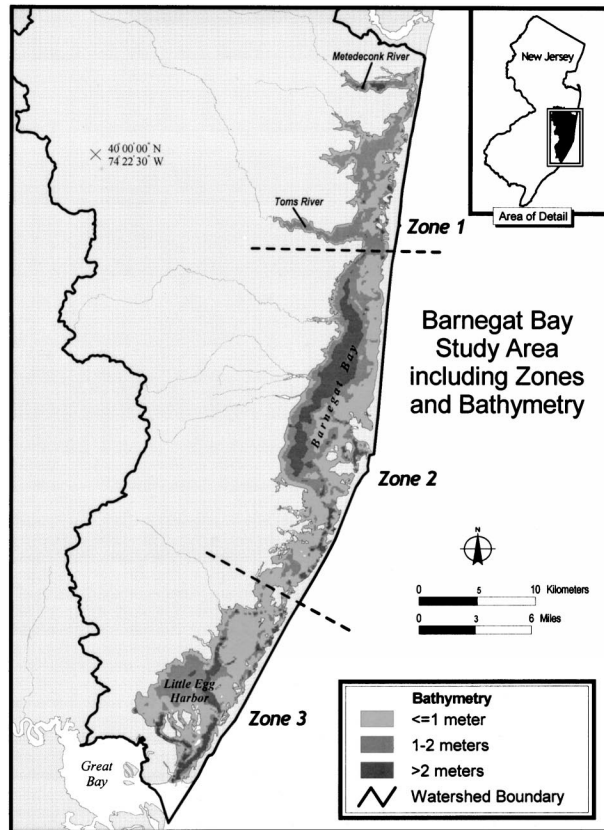 Metedeconk River
New Jersey
40° 00' 00" N
74° 22' 30" W
Area of Detail
Toms River
Zone 1
Barnegat Bay
Study Area
including Zones
and Bathymetry
Barnegat Bay
Zone 2
N
0 5 10 Kilometers
0 3 6 Miles
Little Egg
Harbor
Zone 3
Great
Bay
Bathymetry
<=1 meter
1-2 meters
>2 meters
Watershed Boundary